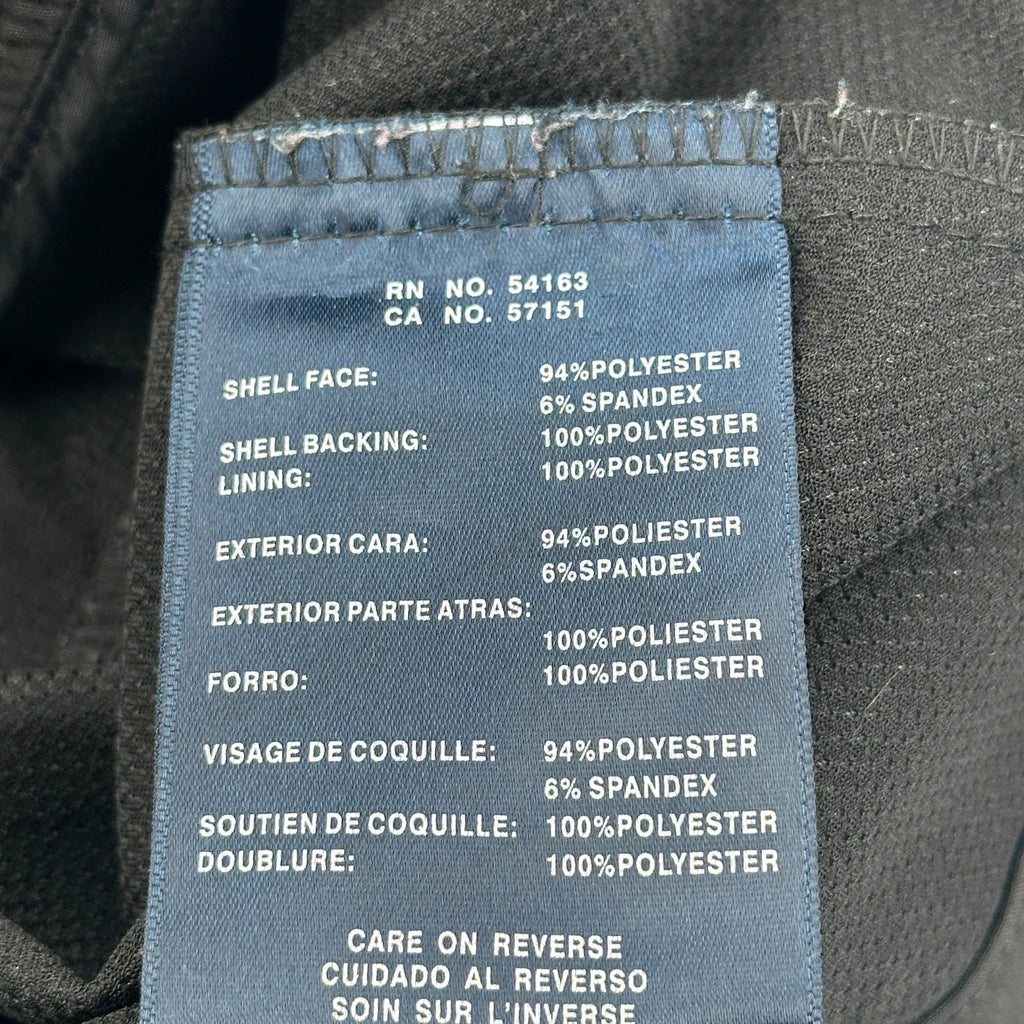 RN NO. 54163
CA NO. 57151
SHELL FACE: 94%POLYESTER
6% SPANDEX
SHELL BACKING: 100%POLYESTER
LINING: 100%POLYESTER
EXTERIOR CARA: 94%POLIESTER
6%SPANDEX
EXTERIOR PARTE ATRAS:
100%POLIESTER
FORRO: 100%POLIESTER
VISAGE DE COQUILLE: 94%POLYESTER
6% SPANDEX
SOUTIEN DE COQUILLE: 100%POLYESTER
DOUBLURE: 100%POLYESTER
CARE ON REVERSE
CUIDADO AL REVERSO
SOIN SUR L'INVERSE